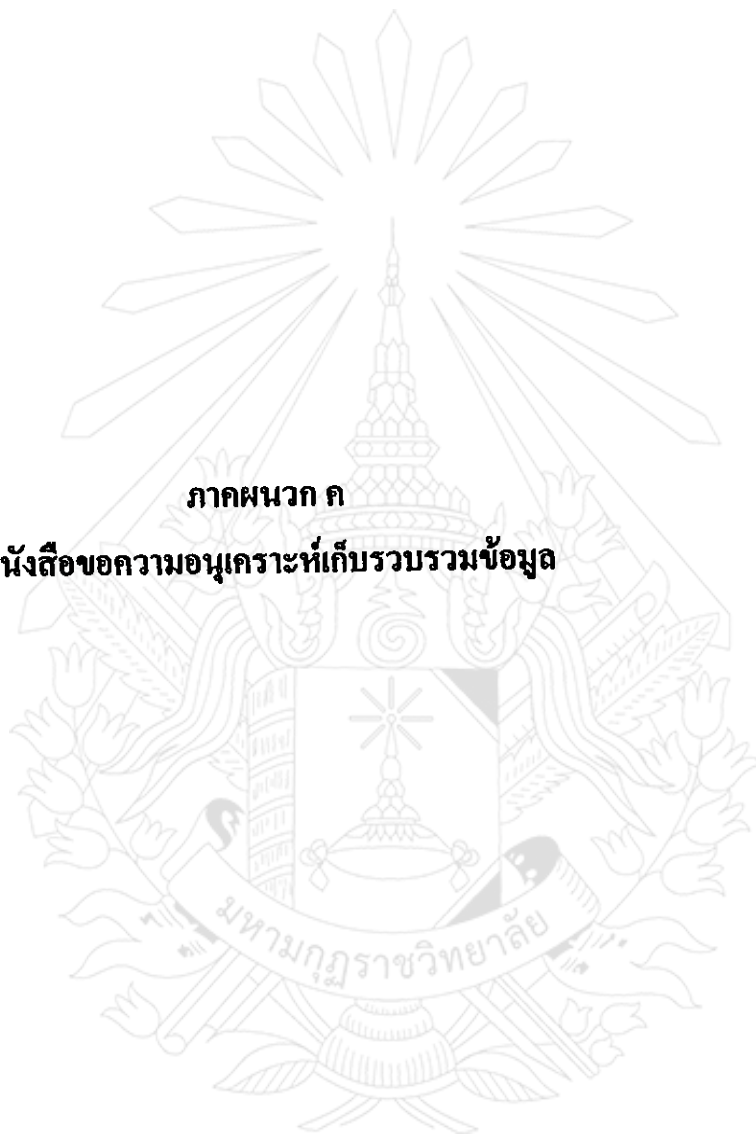 ภาคผนวก ค
นังสือขอความอนุเคราะห์เก็บรวบรวมข้อมูล
มหามกุฏราชวิทยาลัย